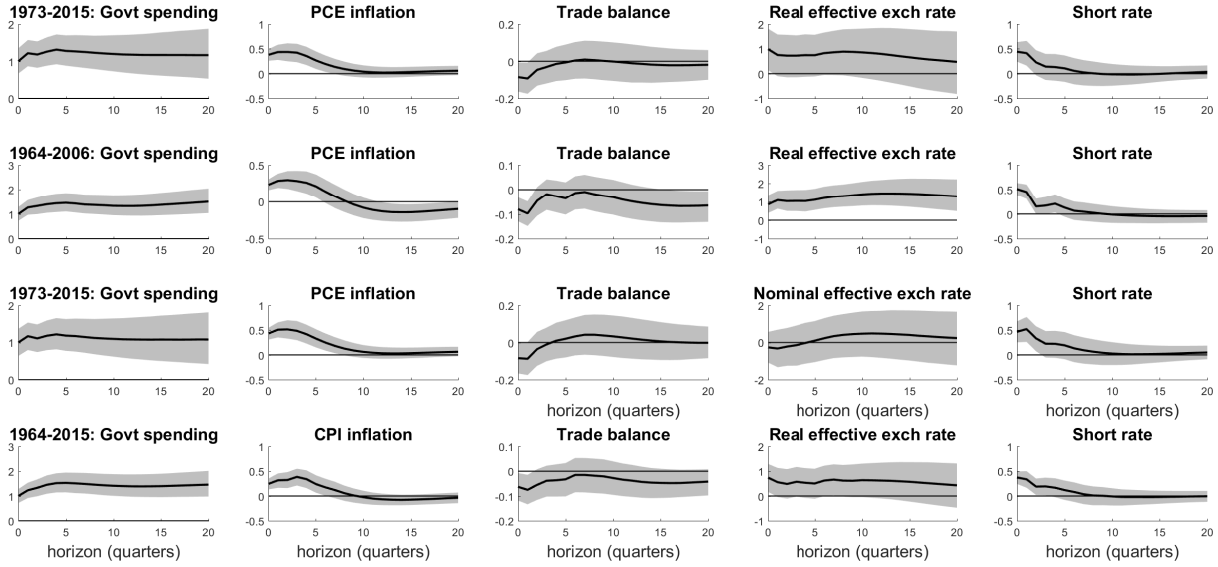 1973-2015: Govt spending PCE inflation Trade balance Real effective exch rate Short rate
2 1 0.2 2 1
0.5 1 0.5
1 0 0
0 0
0 -0.5 0.2 -1 -0.5
0 5 10 15 20 0 5 10 15 20 0 5 10 15 20 0 5 10 15 20 0 5 10 15 20
1964-2006: Govt spending PCE inflation Trade balance Real effective exch rate Short rate
3 0.5 0.1 3 1
2 0 2 0.5
0 1
1 -0.1 0 0
0 -0.5 -0.2 -1 -0.5
0 5 10 15 20 0 5 10 15 20 0 5 10 15 20 0 5 10 15 20 0 5 10 15 20
1973-2015: Govt spending PCE inflation Trade balance Nominal effective exch rate Short rate
2 1 0.2 2 1
0.5 0.5
1 0 0
0 0
0 -0.5 -0.2 2 -0.5
0 5 10 15 20 0 5 10 15 20 0 5 10 15 20 0 5 10 15 20 0 5 10 15 20
horizon (quarters) horizon (quarters)
1964-2015: Govt spending CPI inflation Trade balance Real effective exch rate Short rate
3 1 0.1 2 1
2 0.5 0 1 0.5
1 0 -0.1 0 0
0 -0.5 -0.2 -1 -0.5
0 5 10 15 20 0 5 10 15 20 0 5 10 15 20 0 5 10 15 20 0 5 10 15 20
horizon (quarters) horizon (quarters) horizon (quarters) horizon (quarters) horizon (quarters)